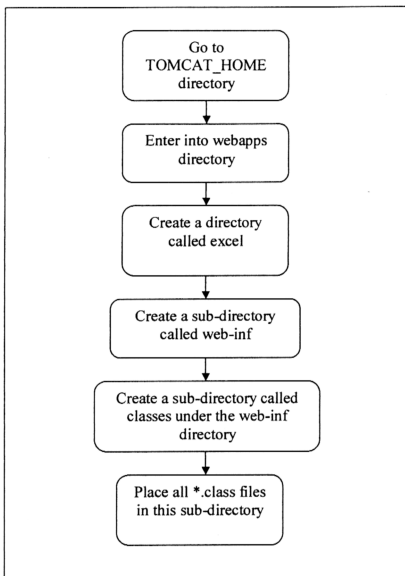 Go to
TOMCAT_HOME
directory
Enter into webapps
directory
Create a directory
called excel
Create a sub-directory
called web-inf
Create a sub-directory called
classes under the web-inf
directory
Place all *.class files
in this sub-directory